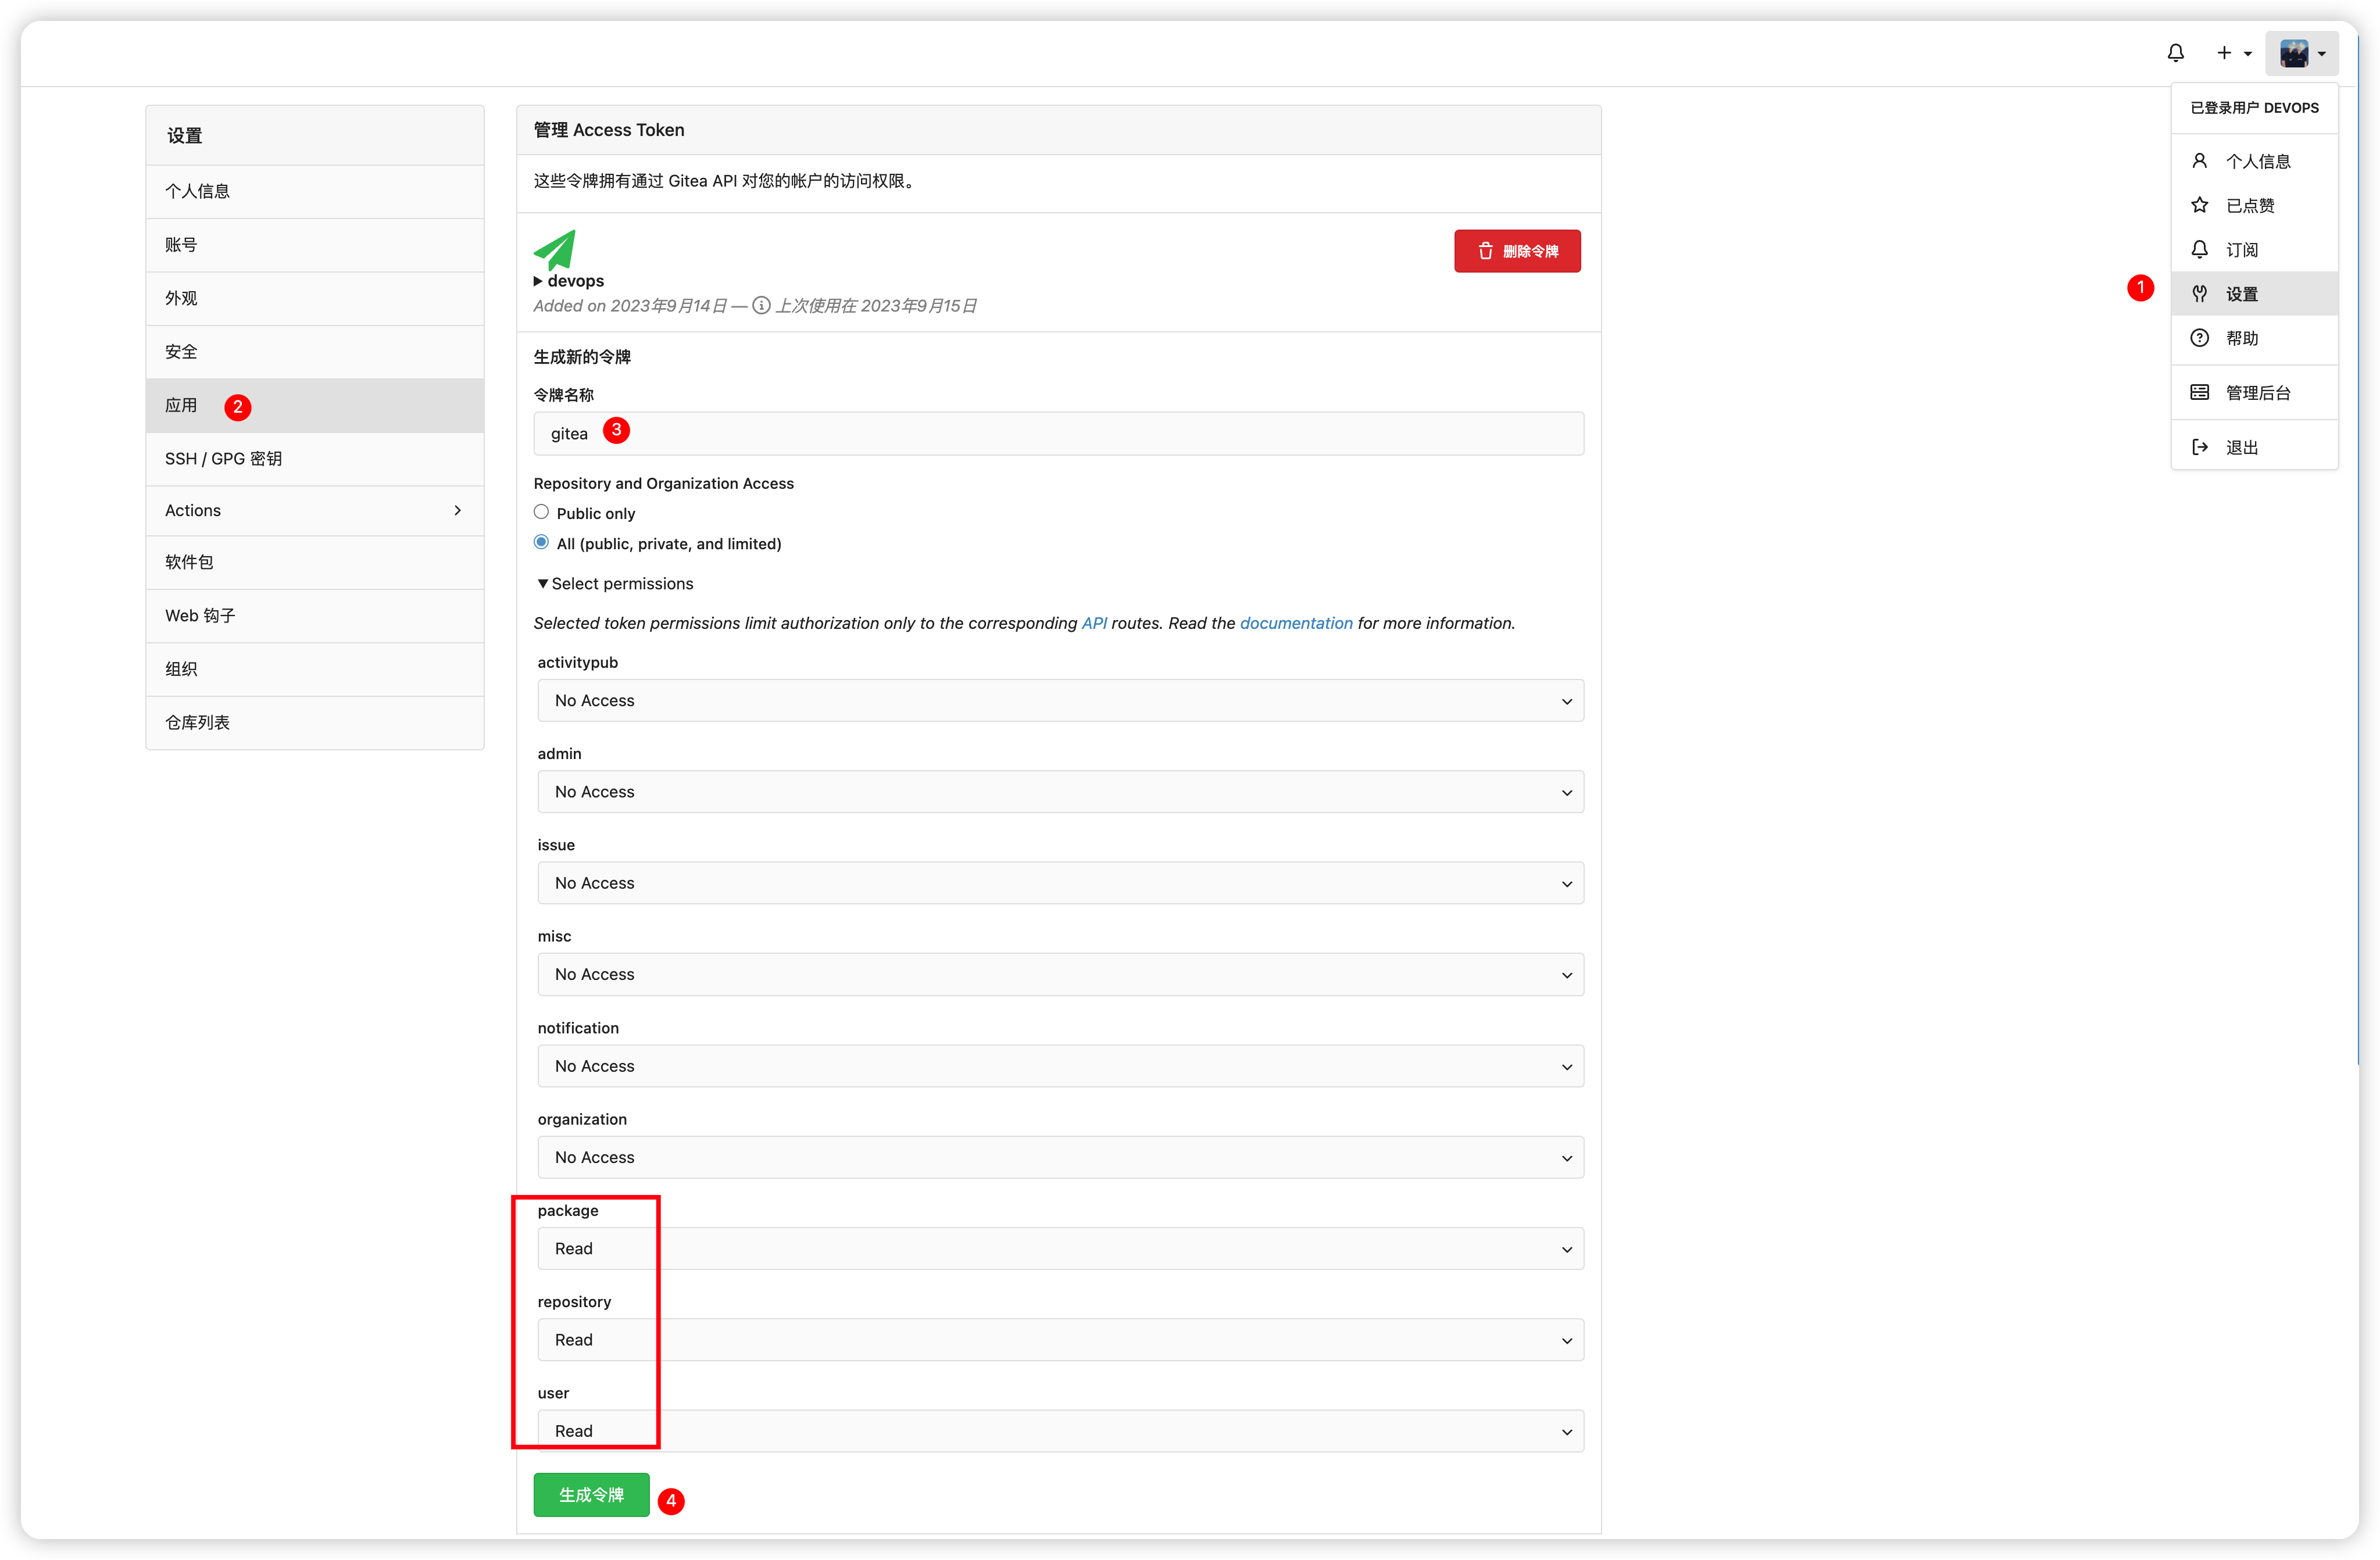 已登录用户 DEVOPS
个人信息
已点赞
订阅
1
设置
帮助
管理后台
退出
设置
个人信息
账号
外观
安全
应用
2
SSH / GPG 密钥
Actions
软件包
Web 钩子
组织
仓库列表
管理 Access Token
这些令牌拥有通过 Gitea API 对您的帐户的访问权限。
删除令牌
devops
Added on 2023年9月14日 — 上次使用在 2023年9月15日
生成新的令牌
令牌名称
gitea 3
Repository and Organization Access
Public only
All (public, private, and limited)
Select permissions
Selected token permissions limit authorization only to the corresponding API routes. Read the documentation for more information.
activitypub
No Access
admin
No Access
issue
No Access
misc
No Access
notification
No Access
organization
No Access
package
Read
repository
Read
user
Read
生成令牌 4